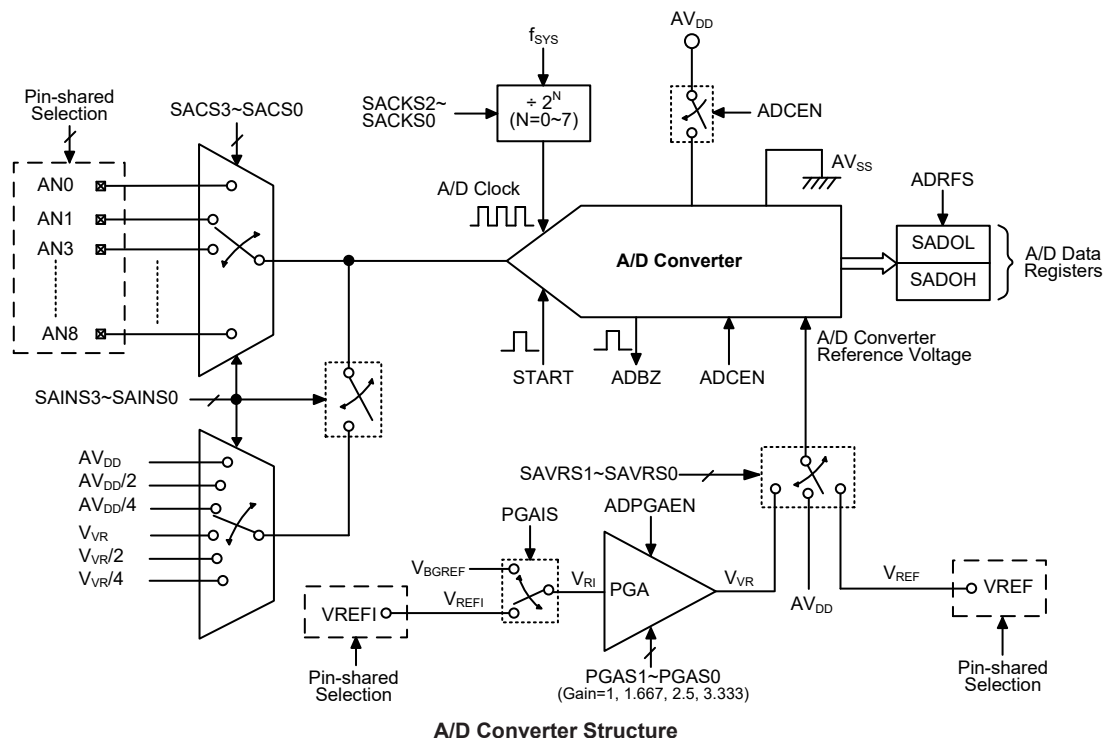 f_SYS
AV_DD
Pin-shared
Selection
SACS3~SACS0
SACKS2~
SACKS0
÷ 2^N
(N=0~7)
ADCEN
AN0
AN1
AN3
AN8
A/D Clock
AV_SS
ADRFS
A/D Converter
SADOL
SADOH
A/D Data
Registers
START
ADBZ
ADCEN
A/D Converter
Reference Voltage
SAINS3~SAINS0
AV_DD
AV_DD/2
AV_DD/4
V_VR
V_VR/2
V_VR/4
SAVRS1~SAVRS0
PGAIS
ADPGAEN
V_BGREF
V_REFI
VREFI
V_RI
PGA
V_VR
AV_DD
V_REF
VREF
Pin-shared
Selection
PGAS1~PGAS0
(Gain=1, 1.667, 2.5, 3.333)
Pin-shared
Selection
A/D Converter Structure